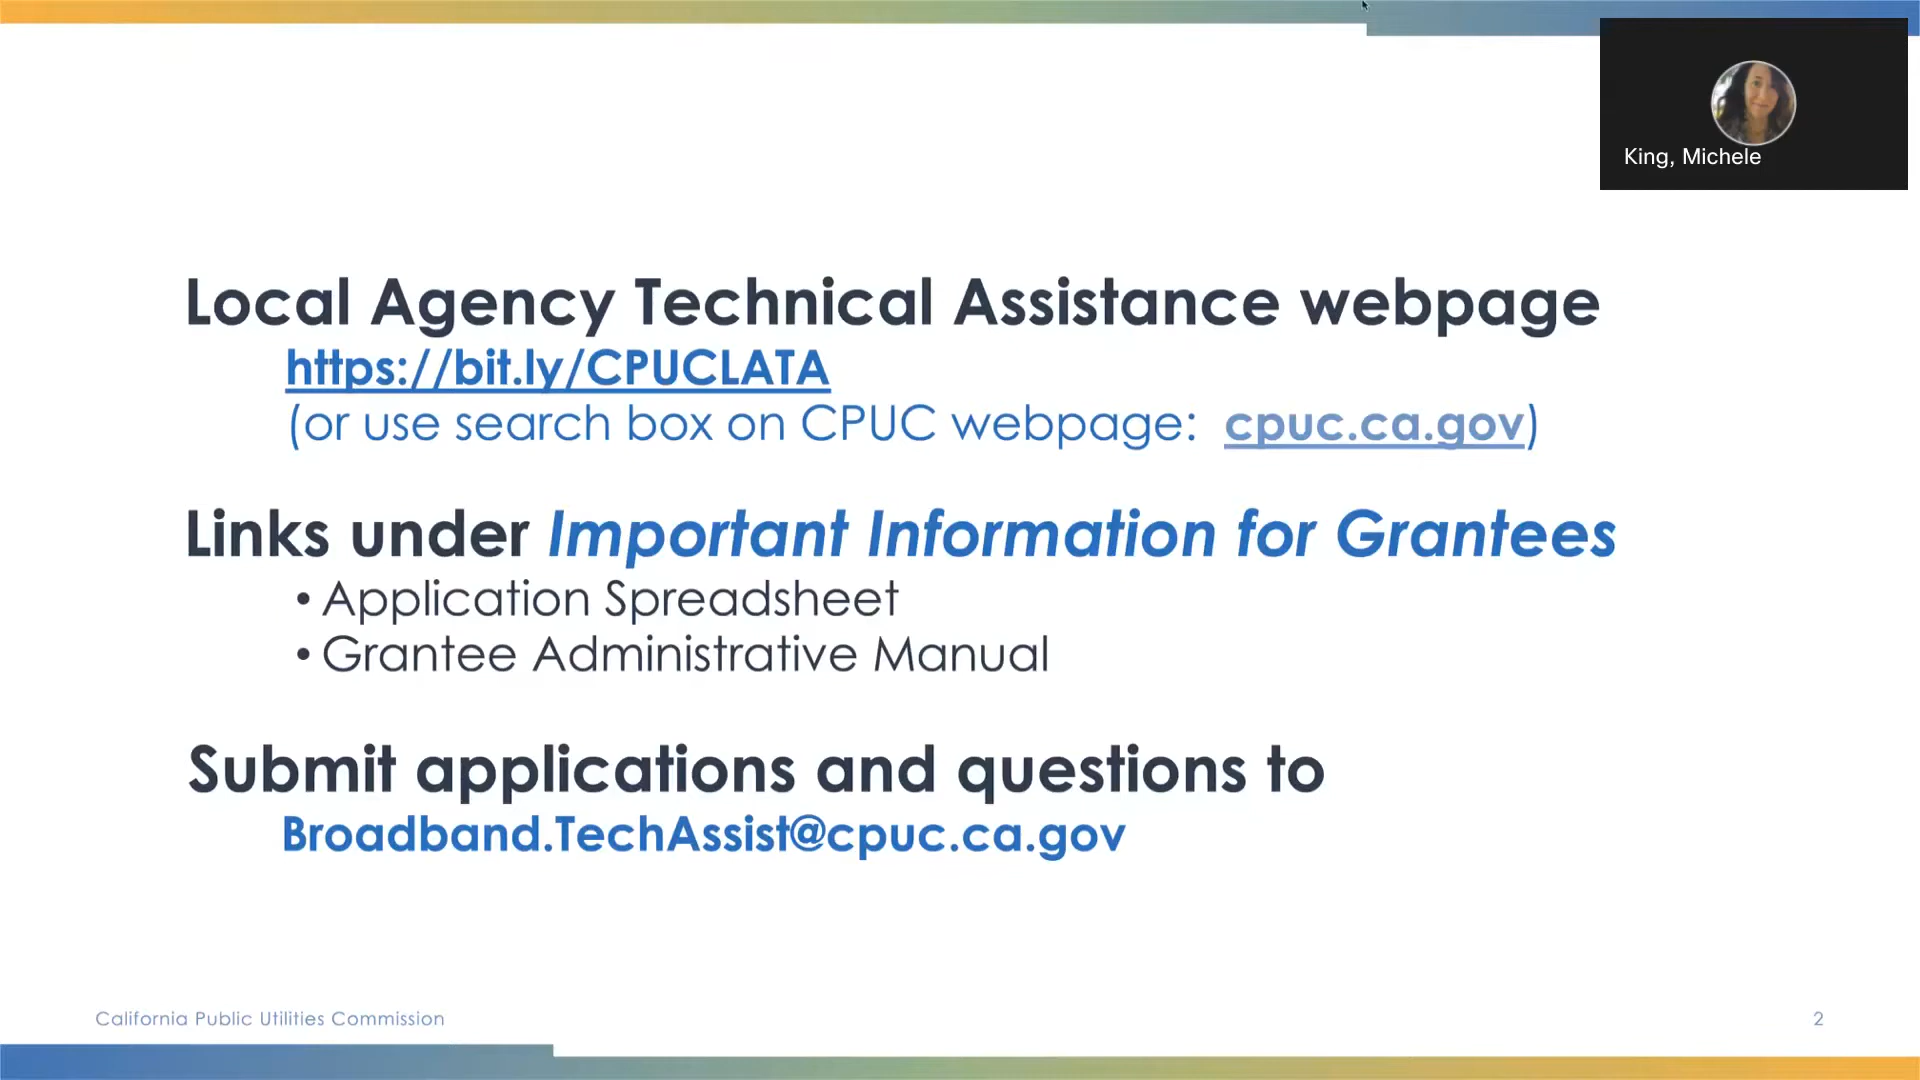 King, Michele
Local Agency Technical Assistance webpage
https://bit.ly/CPUCLATA
(or use search box on CPUC webpage: cpuc.ca.gov)
Links under Important Information for Grantees
• Application Spreadsheet
• Grantee Administrative Manual
Submit applications and questions to
Broadband.TechAssist@cpuc.ca.gov
California Public Utilities Commission
2